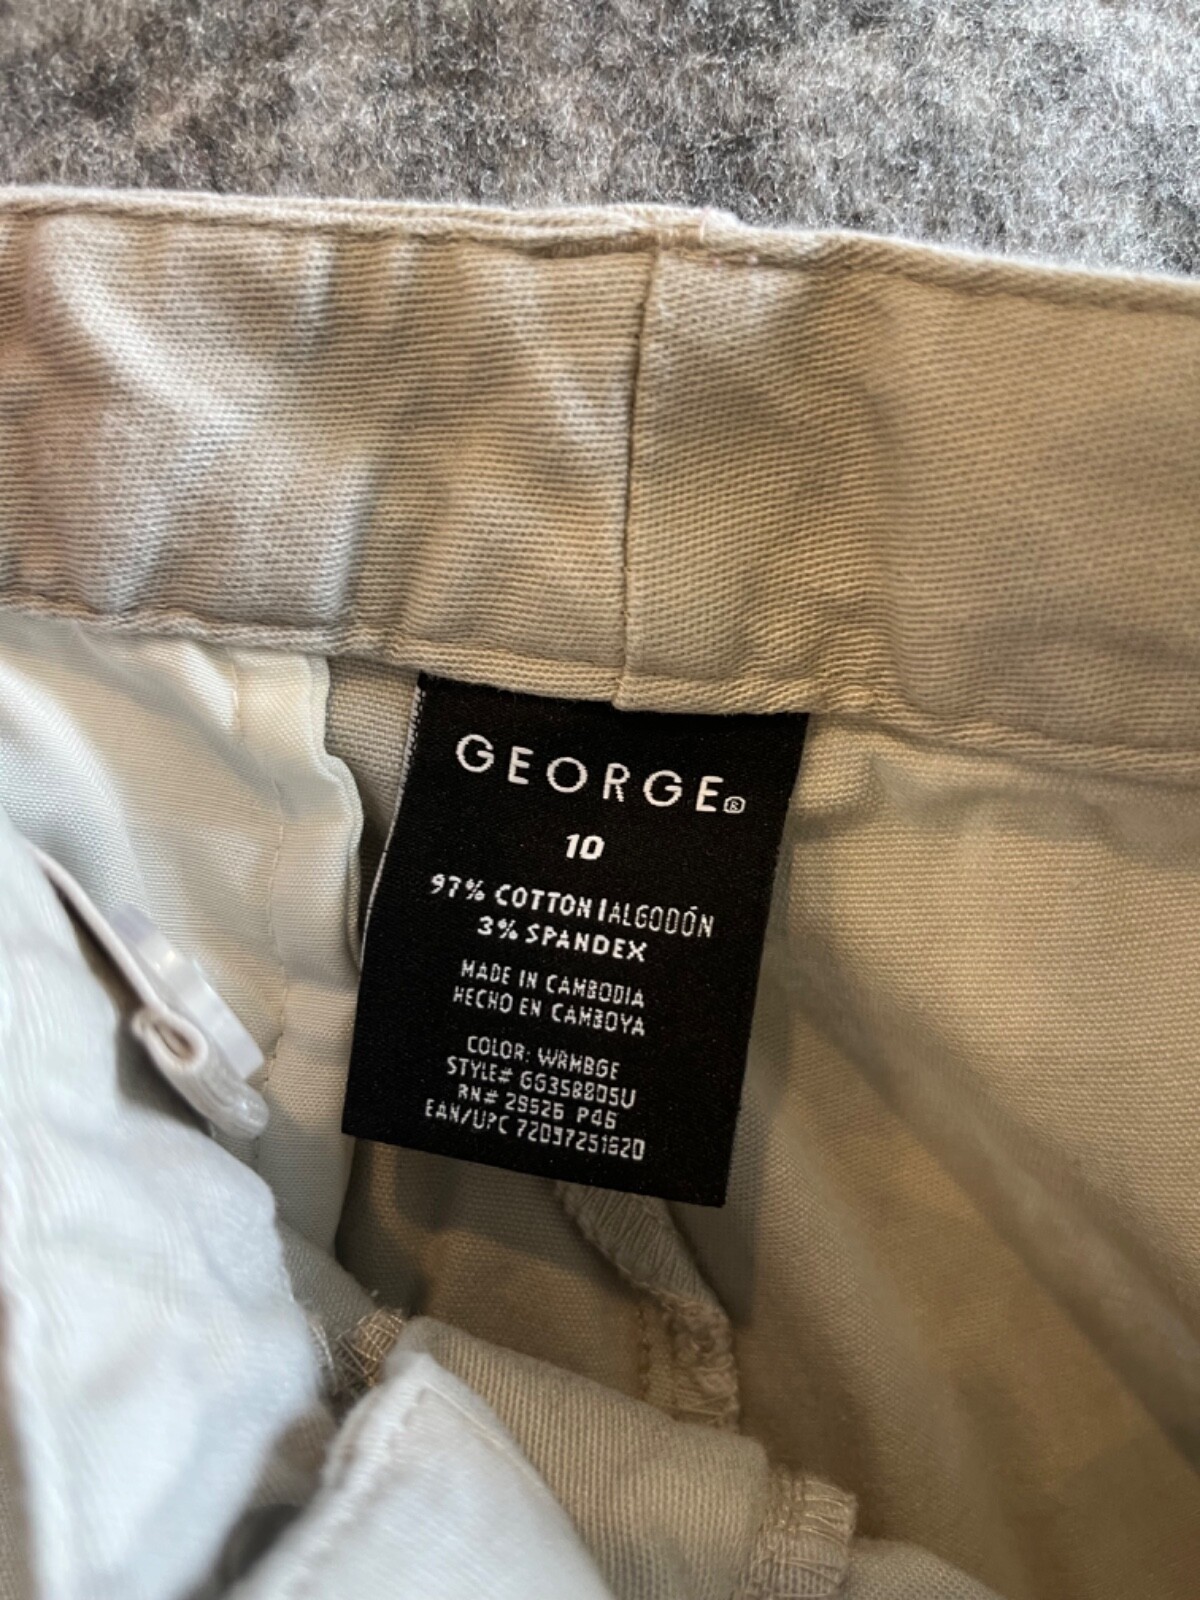 GEORGE®
10
97% COTTON | ALGODÓN
3% SPANDEX
MADE IN CAMBODIA
HECHO EN CAMBOYA
COLOR: WRMBGE
STYLE# GG358805U
RN# 29526 P46
EAN/UPC 72097251620